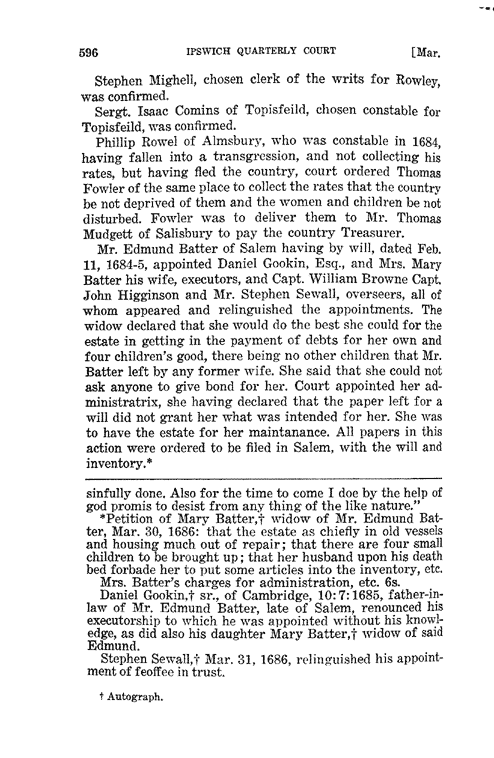 596 IPSWICH QUARTERLY COURT [Mar.
Stephen Mighell, chosen clerk of the writs for Rowley,
was confirmed.
Sergt. Isaac Comins of Topisfeild, chosen constable for
Topisfeild, was confirmed.
Phillip Rowel of Almsbury, who was constable in 1684,
having fallen into a transgression, and not collecting his
rates, but having fled the country, court ordered Thomas
Fowler of the same place to collect the rates that the country
be not deprived of them and the women and children be not
disturbed. Fowler was to deliver them to Mr. Thomas
Mudgett of Salisbury to pay the country Treasurer.
Mr. Edmund Batter of Salem having by will, dated Feb.
11, 1684-5, appointed Daniel Gookin, Esq., and Mrs. Mary
Batter his wife, executors, and Capt. William Browne Capt.
John Higginson and Mr. Stephen Sewall, overseers, all of
whom appeared and relinguished the appointments. The
widow declared that she would do the best she could for the
estate in getting in the payment of debts for her own and
four children's good, there being no other children that Mr.
Batter left by any former wife. She said that she could not
ask anyone to give bond for her. Court appointed her ad-
ministratrix, she having declared that the paper left for a
will did not grant her what was intended for her. She was
to have the estate for her maintanance. All papers in this
action were ordered to be filed in Salem, with the will and
inventory.*
sinfully done. Also for the time to come I doe by the help of
god promis to desist from any thing of the like nature."
*Petition of Mary Batter,† widow of Mr. Edmund Bat-
ter, Mar. 30, 1686: that the estate as chiefly in old vessels
and housing much out of repair; that there are four small
children to be brought up; that her husband upon his death
bed forbade her to put some articles into the inventory, etc.
Mrs. Batter's charges for administration, etc. 6s.
Daniel Gookin,† sr., of Cambridge, 10:7:1685, father-in-
law of Mr. Edmund Batter, late of Salem, renounced his
executorship to which he was appointed without his knowl-
edge, as did also his daughter Mary Batter,† widow of said
Edmund.
Stephen Sewall,† Mar. 31, 1686, relinguished his appoint-
ment of feoffee in trust.
† Autograph.